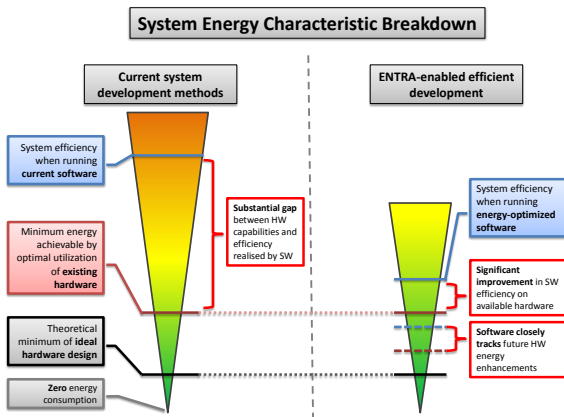 System Energy Characteristic Breakdown
Current system
development methods
System efficiency
when running
current software
Minimum energy
achievable by
optimal utilization
of existing
hardware
Theoretical
minimum of ideal
hardware design
Zero energy
consumption
Substantial gap
between HW
capabilities and
efficiency
realised by SW
ENTRA-enabled efficient
development
System efficiency
when running
energy-optimized
software
Significant
improvement in SW
efficiency on
available hardware
Software closely
tracks future HW
energy
enhancements